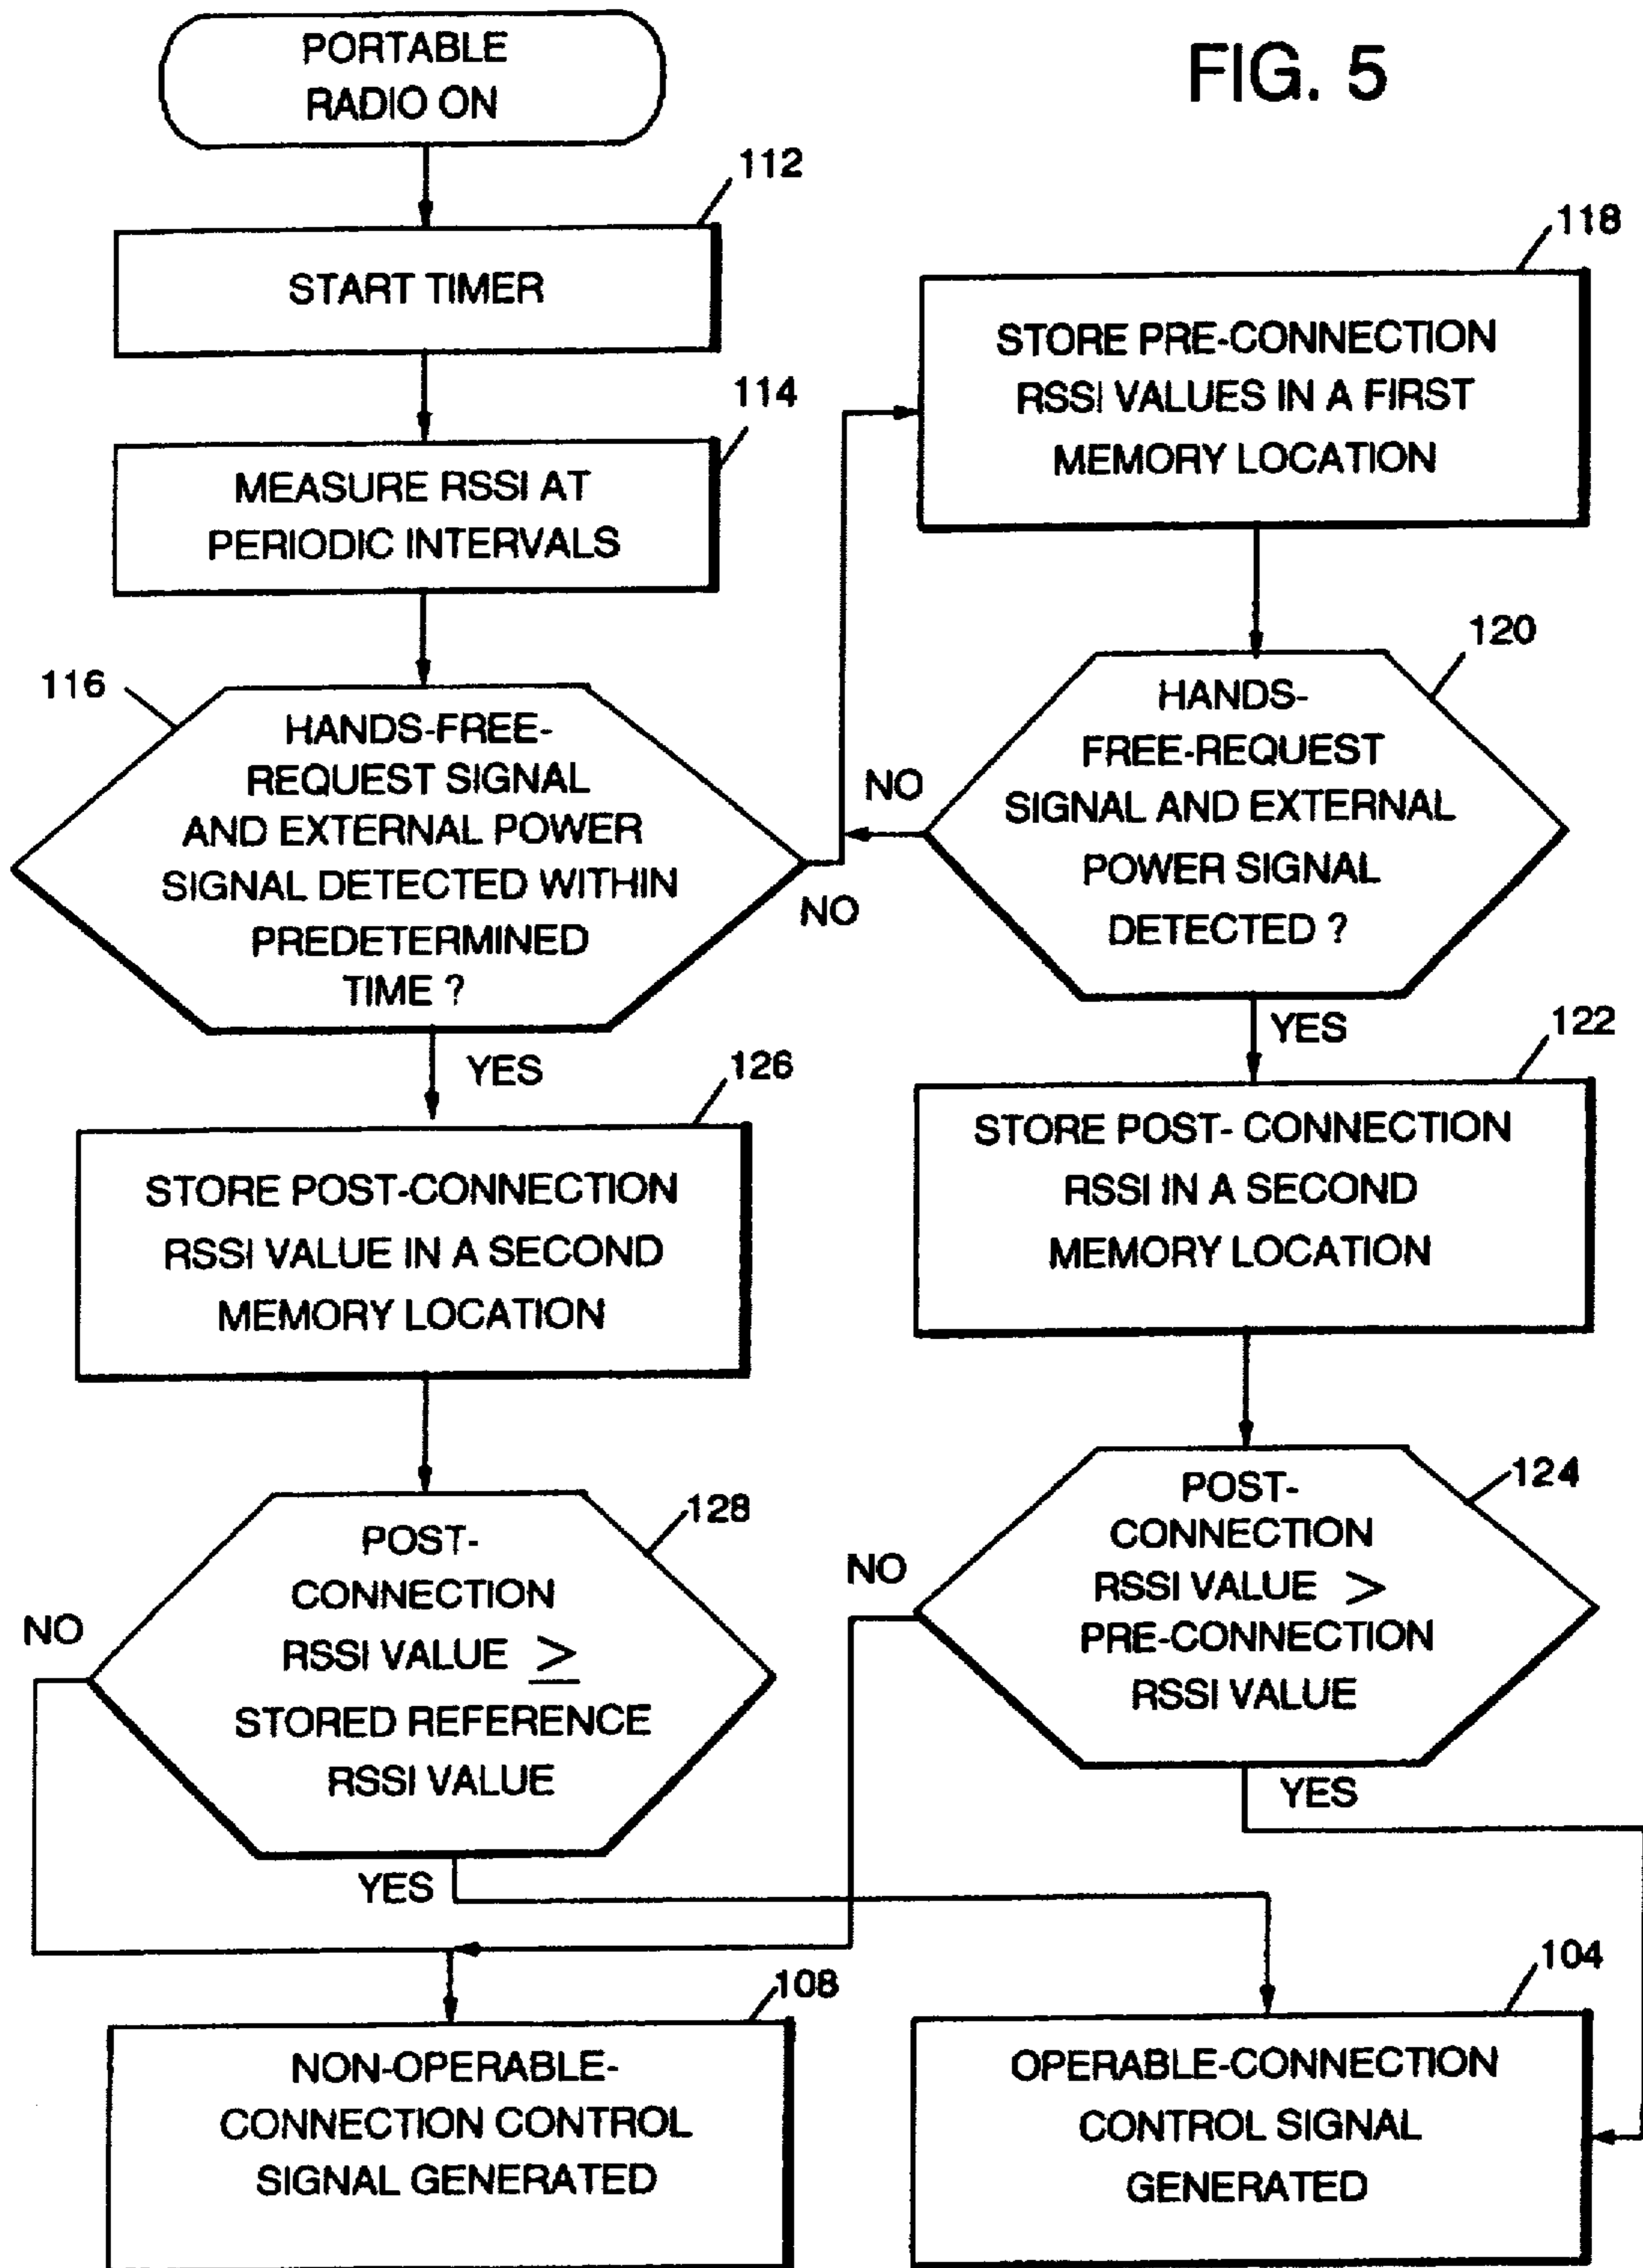 FIG. 5
PORTABLE
RADIO ON
112
START TIMER
114
MEASURE RSSI AT
PERIODIC INTERVALS
116
HANDS-FREE-
REQUEST SIGNAL
AND EXTERNAL POWER
SIGNAL DETECTED WITHIN
PREDETERMINED
TIME ?
NO
YES
118
STORE PRE-CONNECTION
RSSI VALUES IN A FIRST
MEMORY LOCATION
120
HANDS-
FREE-REQUEST
SIGNAL AND EXTERNAL
POWER SIGNAL
DETECTED ?
NO
YES
126
STORE POST-CONNECTION
RSSI VALUE IN A SECOND
MEMORY LOCATION
122
STORE POST- CONNECTION
RSSI IN A SECOND
MEMORY LOCATION
128
POST-
CONNECTION
RSSI VALUE ≥
STORED REFERENCE
RSSI VALUE
NO
YES
124
POST-
CONNECTION
RSSI VALUE >
PRE-CONNECTION
RSSI VALUE
NO
YES
108
NON-OPERABLE-
CONNECTION CONTROL
SIGNAL GENERATED
104
OPERABLE-CONNECTION
CONTROL SIGNAL
GENERATED